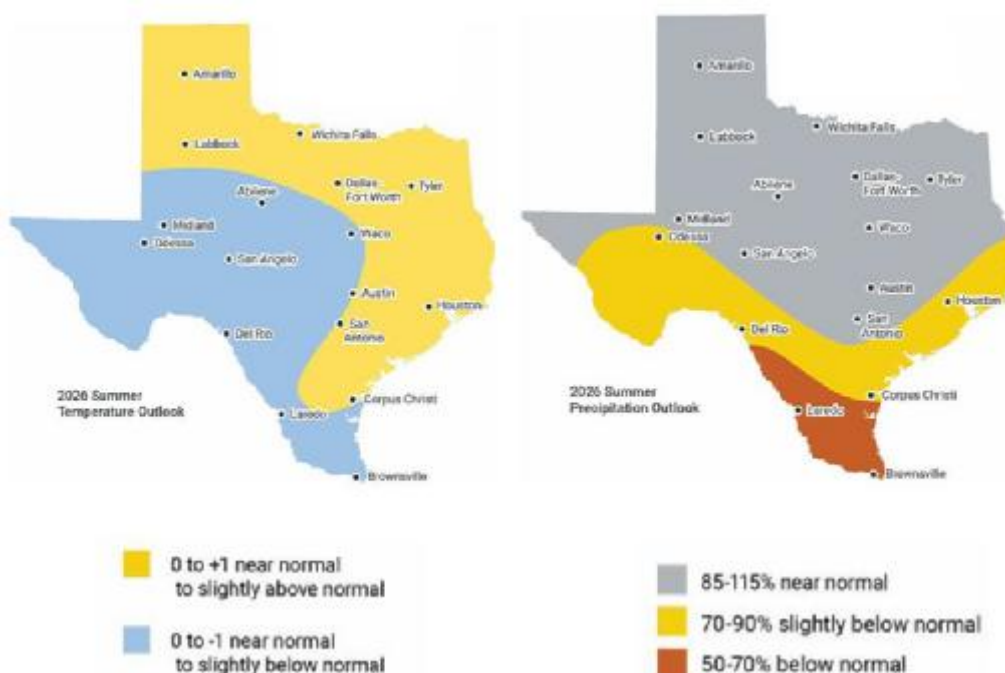 Amarillo
Labbock
Wichita Falls
Dallas-
Fort Worth
Tyler
Abilene
Midland
Odessa
Waco
San Angelo
Austin
Houston
San
Antonio
Del Rio
2026 Summer
Temperature Outlook
Laredo
Corpus Christi
Brownsville
Amarillo
Labbock
Wichita Falls
Dallas-
Fort Worth
Tyler
Abilene
Midland
Odessa
Waco
San Angelo
Austin
Houston
San
Antonio
Del Rio
2026 Summer
Precipitation Outlook
Laredo
Corpus Christi
Brownsville
0 to +1 near normal
to slightly above normal
0 to -1 near normal
to slightly below normal
85-115% near normal
70-90% slightly below normal
50-70% below normal